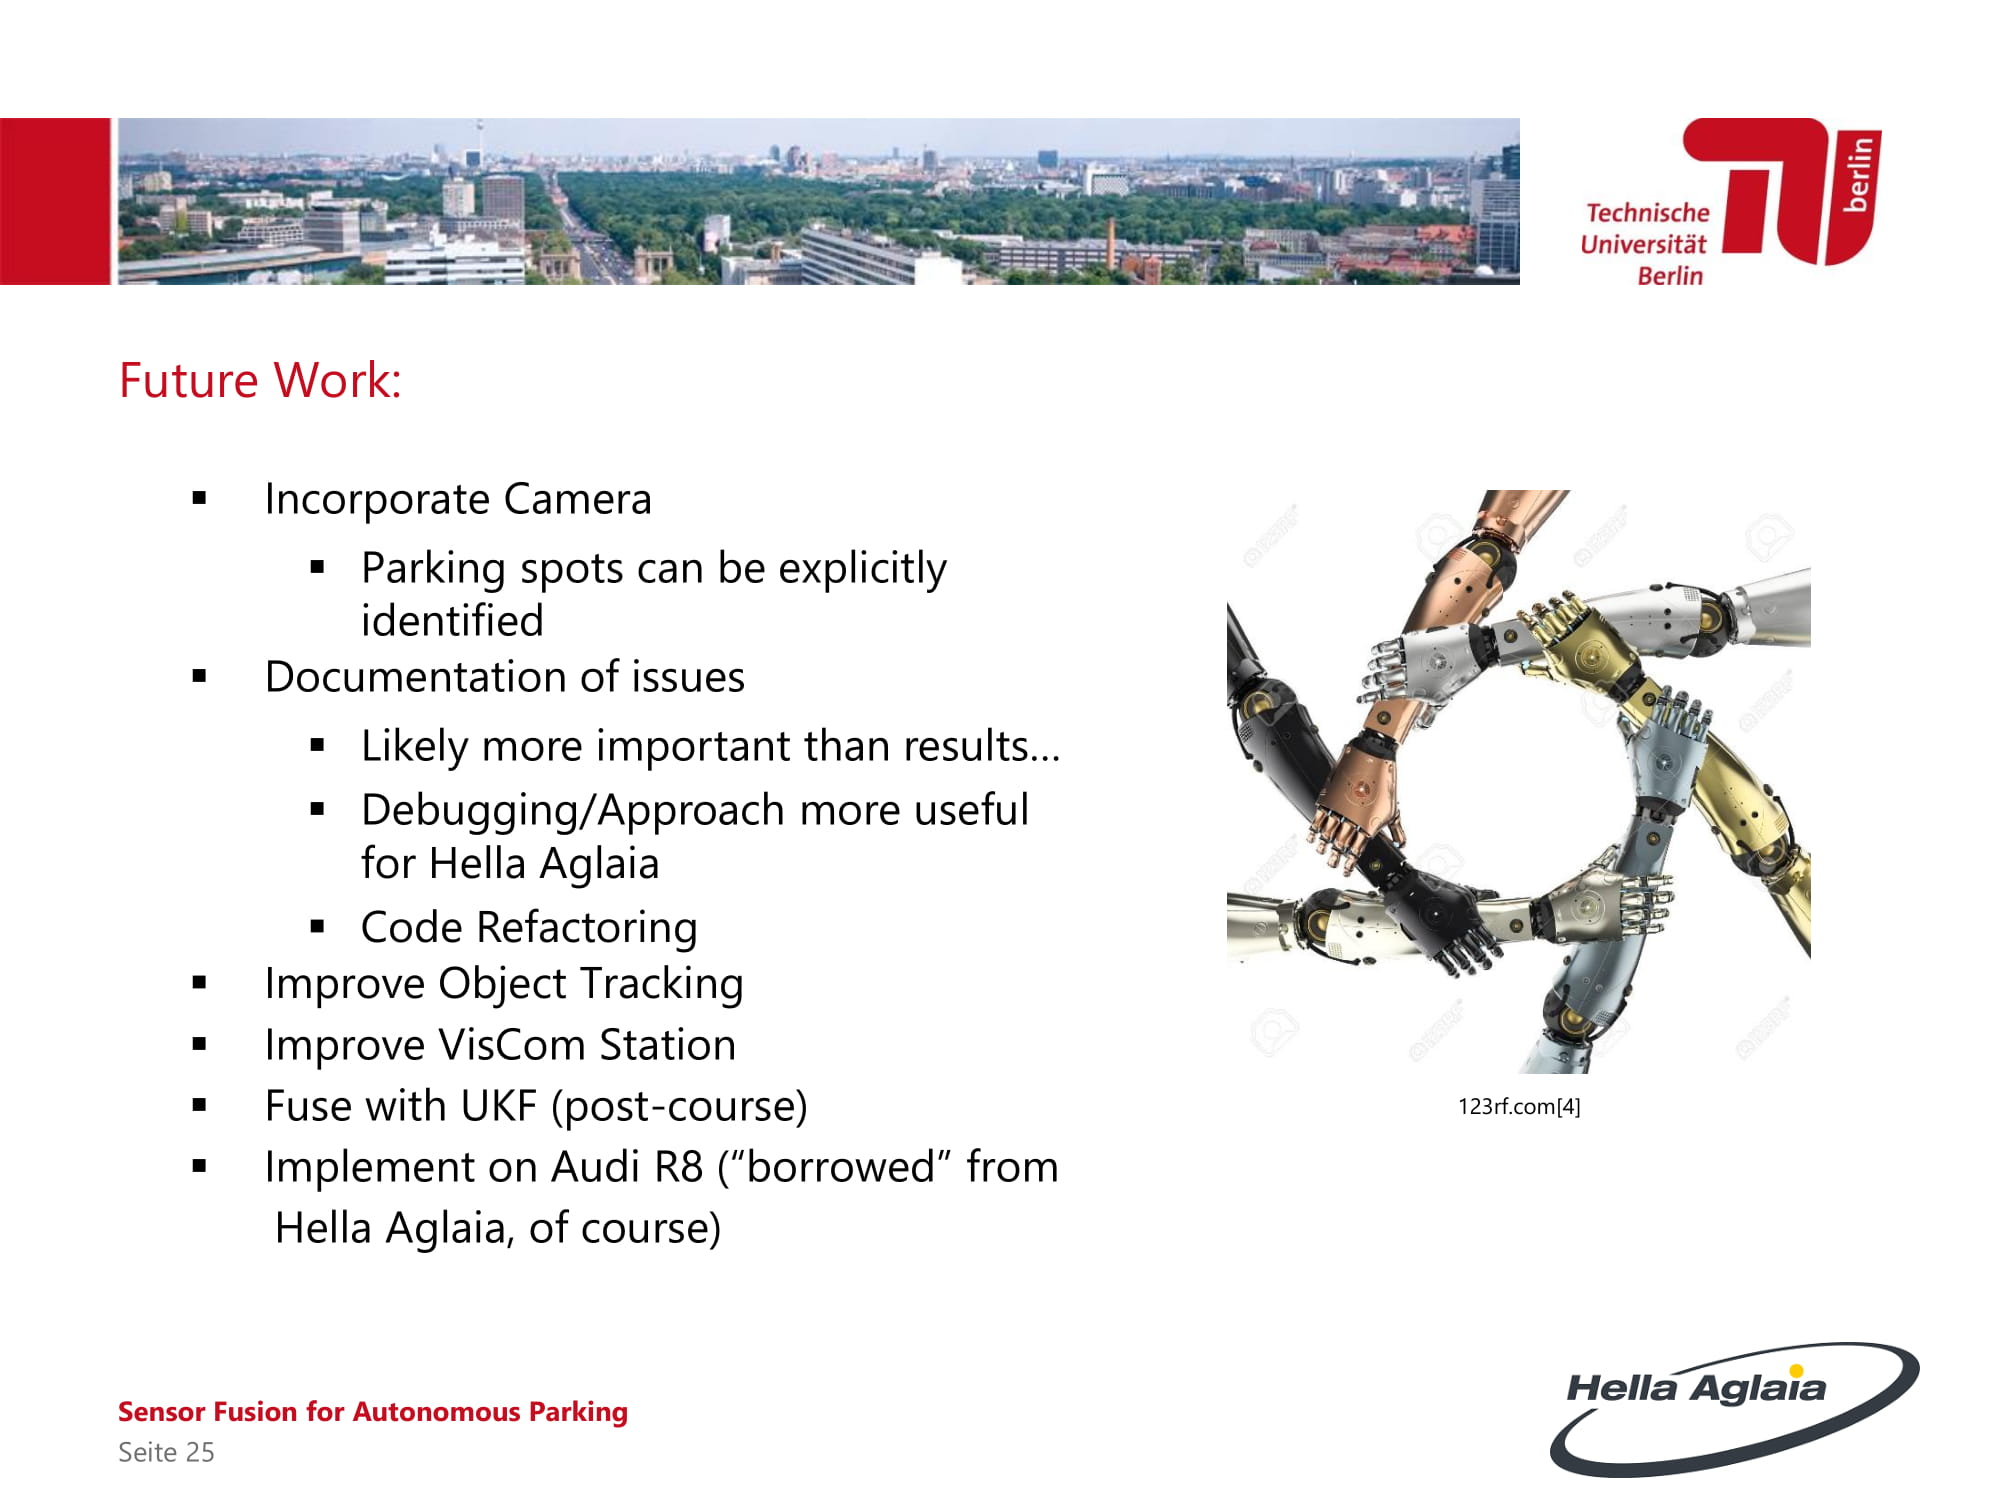 Technische
Universität
Berlin
berlin
Future Work:
▪ Incorporate Camera
▪ Parking spots can be explicitly
identified
▪ Documentation of issues
▪ Likely more important than results...
▪ Debugging/Approach more useful
for Hella Aglaia
▪ Code Refactoring
▪ Improve Object Tracking
▪ Improve VisCom Station
▪ Fuse with UKF (post-course)
▪ Implement on Audi R8 (“borrowed” from
Hella Aglaia, of course)
123rf.com[4]
Sensor Fusion for Autonomous Parking
Seite 25
Hella Aglaia